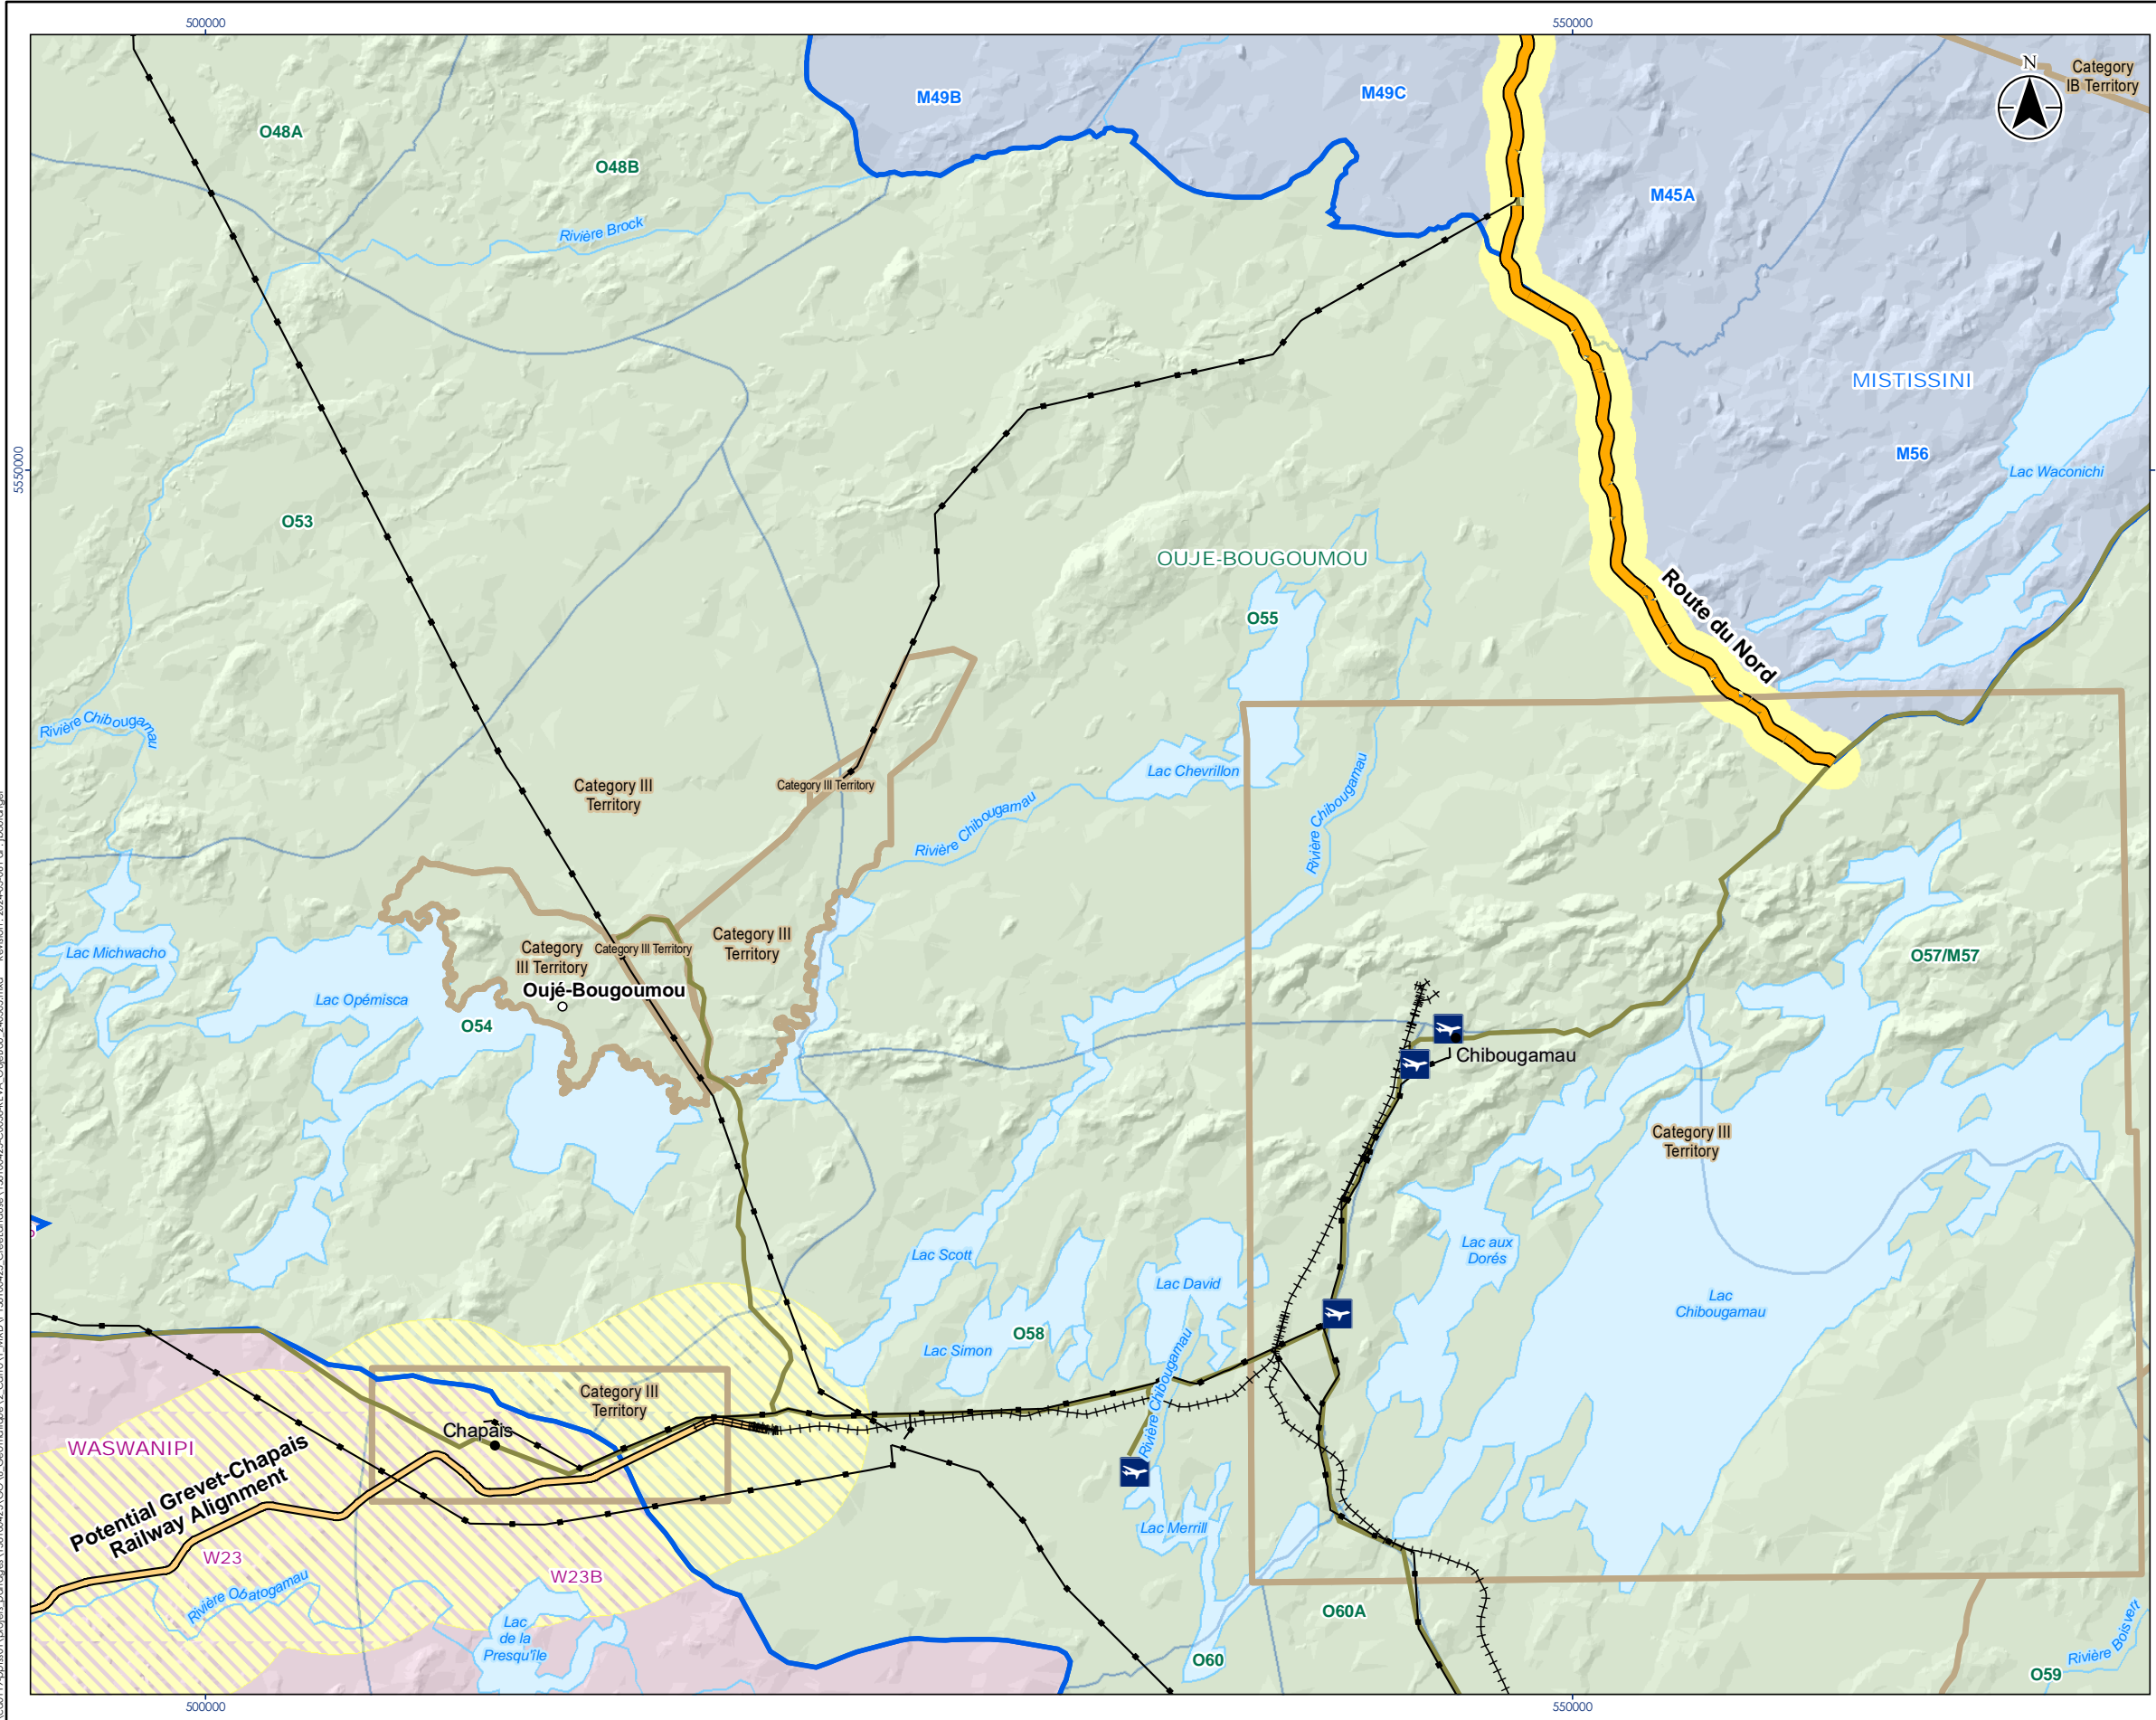 500000
550000
N
Category
IB Territory
M49B
M49C
O48A
O48B
M45A
Rivière Brock
MISTISSINI
M56
Lac Waconichi
5550000
O53
OUJE-BOUGOUMOU
O55
Route du Nord
Rivière Chibougamau
Category III
Territory
Category III Territory
Lac Chevrillon
Rivière Chibougamau
Rivière Chibougamau
Lac Michwacho
Lac Opémisca
Category
III Territory
Category III Territory
Category III
Territory
Oujé-Bougoumou
O54
O57/M57
Chibougamau
Category III
Territory
Lac Scott
Lac David
Lac aux
Dorés
Lac
Chibougamau
O58
Lac Simon
Rivière Chibougamau
Category III
Territory
Chapais
WASWANIPI
Potential Grevet-Chapais
Railway Alignment
W23
W23B
Rivière Obatogamau
Lac
de la
Presqu'île
Lac Merrill
O60A
O60
O59
Rivière Boisvert
500000
550000